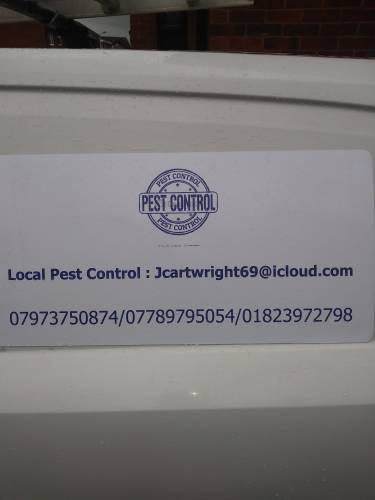 PEST CONTROL
PEST CONTROL
PEST CONTROL
Local Pest Control : Jcartwright69@icloud.com
07973750874/07789795054/01823972798